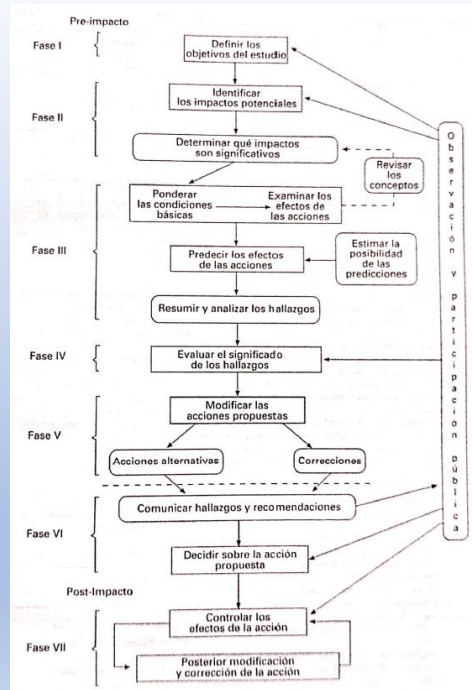 Pre-impacto
Fase I
Definir los
objetivos del estudio
Fase II
Identificar
los impactos potenciales
Determinar qué impactos
son significativos
Revisar
los
conceptos
Fase III
Ponderar
las condiciones
básicas
Examinar los
efectos de
las acciones
Predecir los efectos
de las acciones
Estimar la
posibilidad
de las
predicciones
Resumir y analizar los hallazgos
Fase IV
Evaluar el significado
de los hallazgos
Fase V
Modificar las
acciones propuestas
Acciones alternativas
Correcciones
Fase VI
Comunicar hallazgos y recomendaciones
Decidir sobre la acción
propuesta
Post-Impacto
Fase VII
Controlar los
efectos de la acción
Posterior modificación
y corrección de la acción
Observación y participación pública